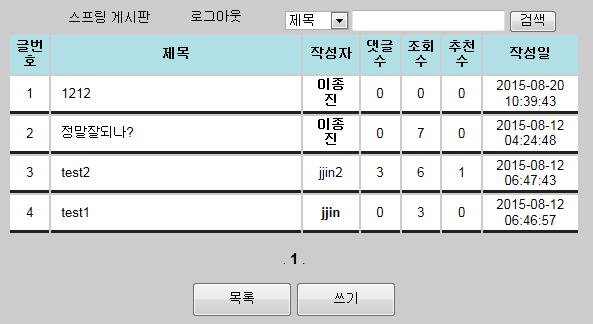 스프링 게시판 로그아웃 제목 검색
글번호 제목 작성자 댓글수 조회수 추천수 작성일
1 1212 이종진 0 0 0 2015-08-20 10:39:43
2 정말잘되나? 이종진 0 7 0 2015-08-12 04:24:48
3 test2 jjin2 3 6 1 2015-08-12 06:47:43
4 test1 jjin 0 3 0 2015-08-12 06:46:57
. 1 .
목록 쓰기